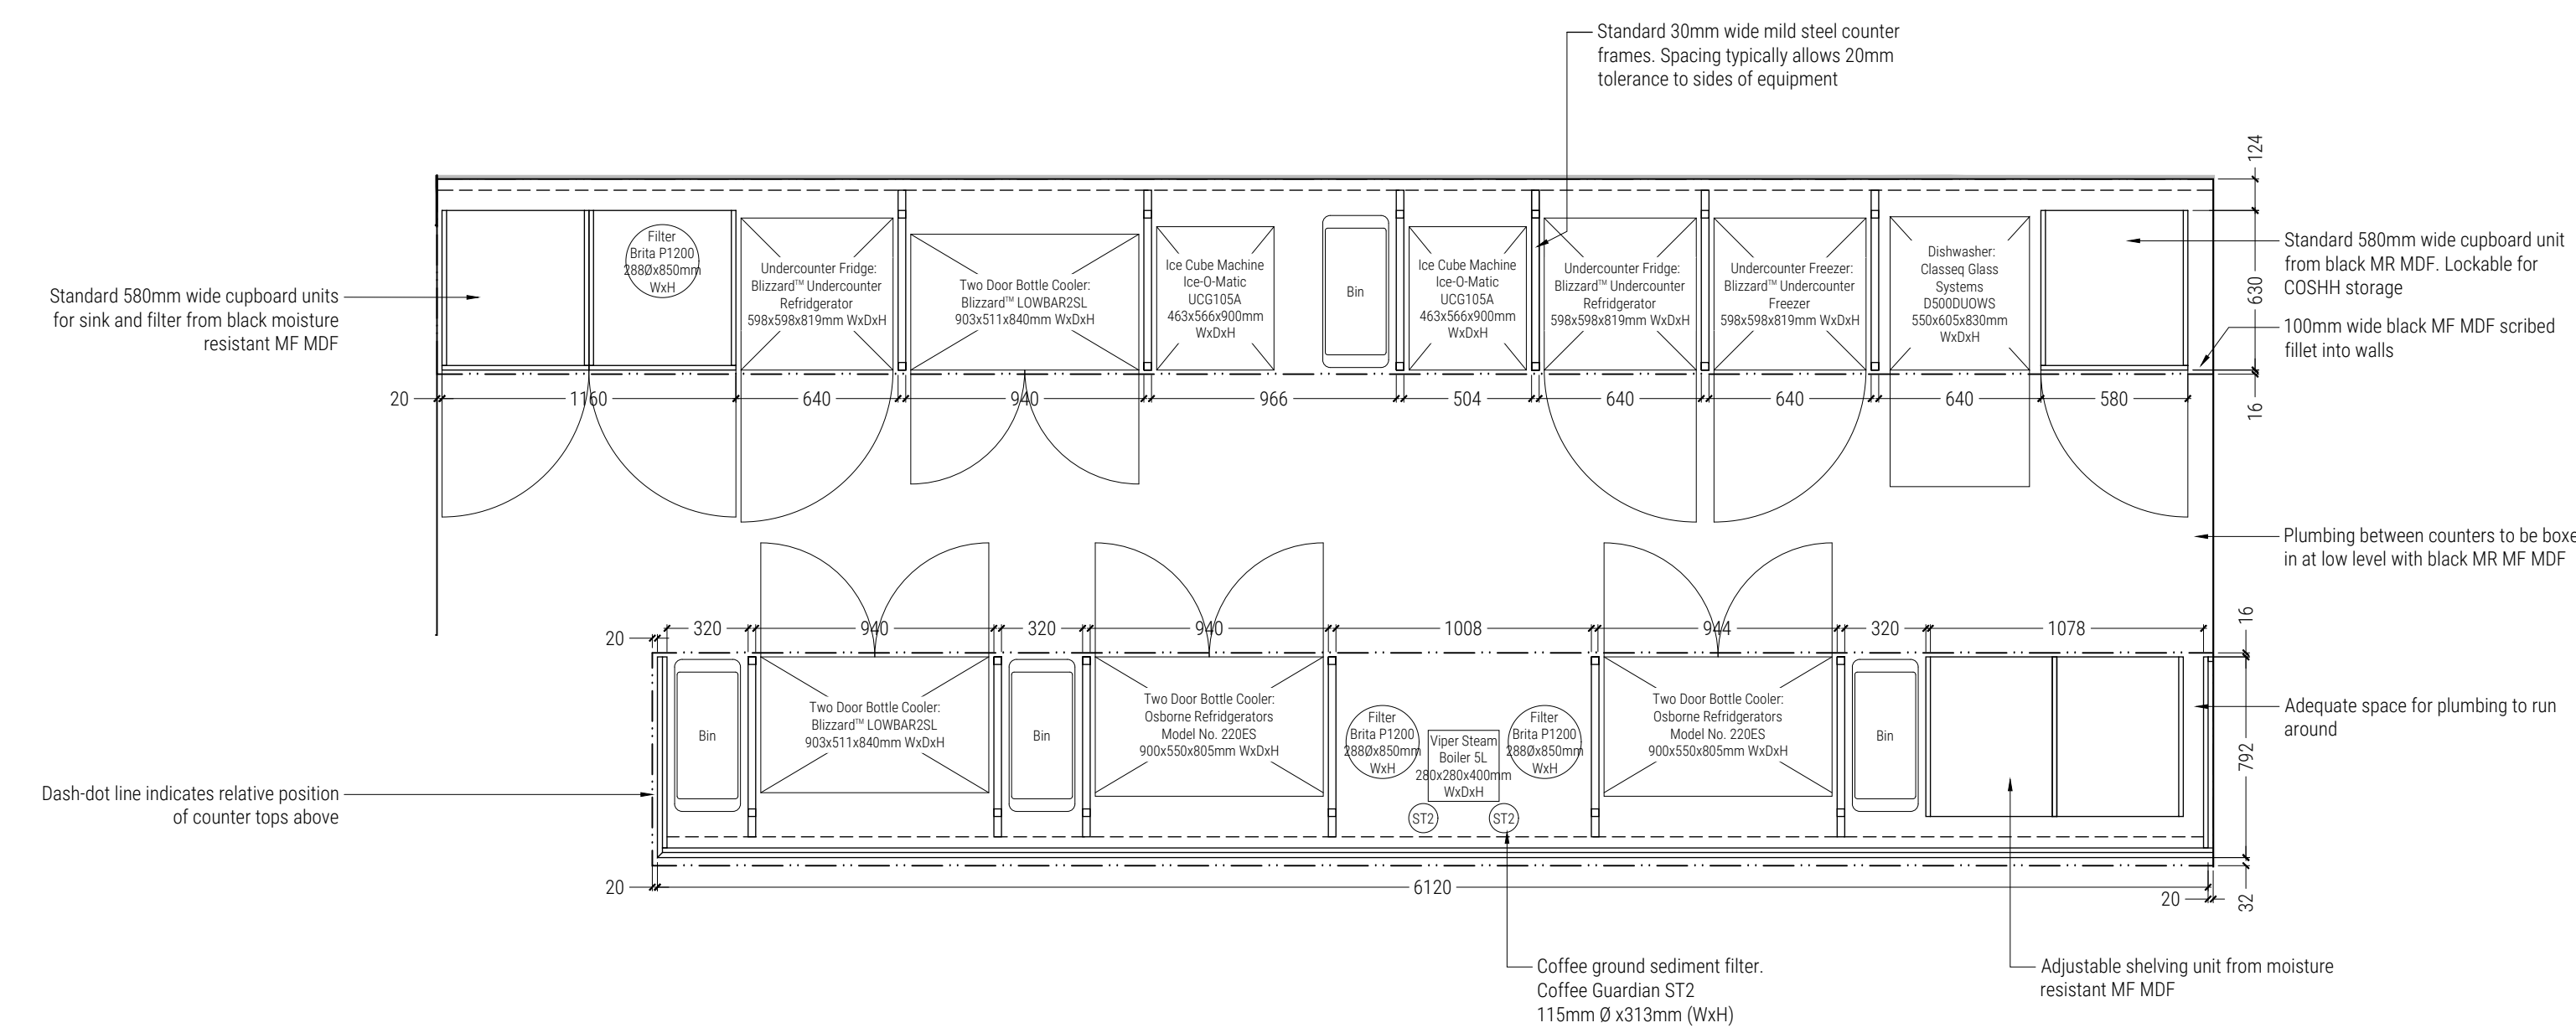 Standard 30mm wide mild steel counter
frames. Spacing typically allows 20mm
tolerance to sides of equipment
124
630
16
Standard 580mm wide cupboard units
for sink and filter from black moisture
resistant MF MDF
Filter
Brita P1200
288Øx850mm
WxH
Undercounter Fridge:
Blizzard™ Undercounter
Refridgerator
598x598x819mm WxDxH
Two Door Bottle Cooler:
Blizzard™ LOWBAR2SL
903x511x840mm WxDxH
Ice Cube Machine
Ice-O-Matic
UCG105A
463x566x900mm
WxDxH
Bin
Ice Cube Machine
Ice-O-Matic
UCG105A
463x566x900mm
WxDxH
Undercounter Fridge:
Blizzard™ Undercounter
Refridgerator
598x598x819mm WxDxH
Undercounter Freezer:
Blizzard™ Undercounter
Freezer
598x598x819mm WxDxH
Dishwasher:
Classeq Glass
Systems
D500DUOWS
550x605x830mm
WxDxH
Standard 580mm wide cupboard unit
from black MR MDF. Lockable for
COSHH storage
100mm wide black MF MDF scribed
fillet into walls
20 1160 640 940 966 504 640 640 640 580
Plumbing between counters to be boxe
in at low level with black MR MF MDF
20 320 940 320 940 1008 944 320 1078
16
792
32
Dash-dot line indicates relative position
of counter tops above
Bin
Two Door Bottle Cooler:
Blizzard™ LOWBAR2SL
903x511x840mm WxDxH
Bin
Two Door Bottle Cooler:
Osborne Refridgerators
Model No. 220ES
900x550x805mm WxDxH
Filter
Brita P1200
288Øx850mm
WxH
Viper Steam
Boiler 5L
280x280x400mm
WxDxH
Filter
Brita P1200
288Øx850mm
WxH
ST2
ST2
Two Door Bottle Cooler:
Osborne Refridgerators
Model No. 220ES
900x550x805mm WxDxH
Bin
Adequate space for plumbing to run
around
20 6120 20
Coffee ground sediment filter.
Coffee Guardian ST2
115mm Ø x313mm (WxH)
Adjustable shelving unit from moisture
resistant MF MDF